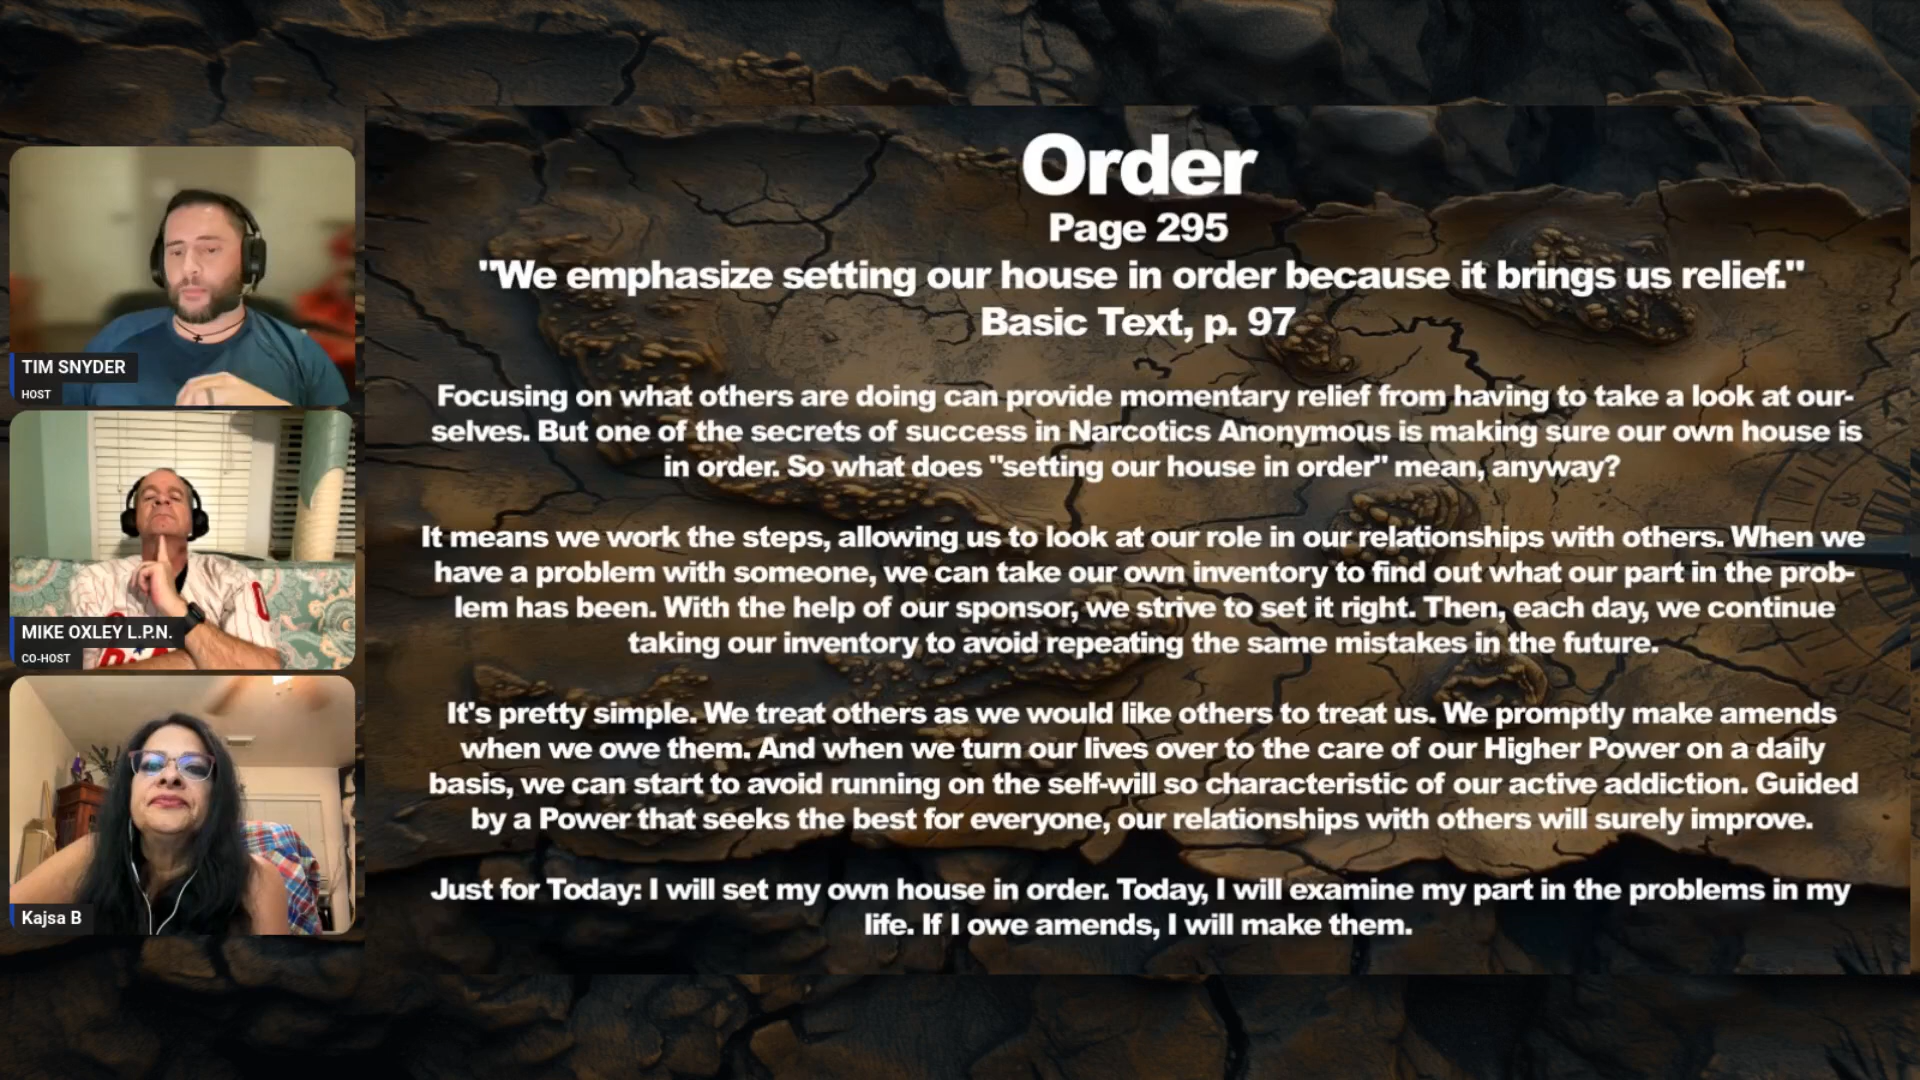 TIM SNYDER
HOST
MIKE OXLEY L.P.N.
CO-HOST
Kajsa B
Order
Page 295
"We emphasize setting our house in order because it brings us relief."
Basic Text, p. 97
Focusing on what others are doing can provide momentary relief from having to take a look at our-
selves. But one of the secrets of success in Narcotics Anonymous is making sure our own house is
in order. So what does "setting our house in order" mean, anyway?
It means we work the steps, allowing us to look at our role in our relationships with others. When we
have a problem with someone, we can take our own inventory to find out what our part in the prob-
lem has been. With the help of our sponsor, we strive to set it right. Then, each day, we continue
taking our inventory to avoid repeating the same mistakes in the future.
It's pretty simple. We treat others as we would like others to treat us. We promptly make amends
when we owe them. And when we turn our lives over to the care of our Higher Power on a daily
basis, we can start to avoid running on the self-will so characteristic of our active addiction. Guided
by a Power that seeks the best for everyone, our relationships with others will surely improve.
Just for Today: I will set my own house in order. Today, I will examine my part in the problems in my
life. If I owe amends, I will make them.